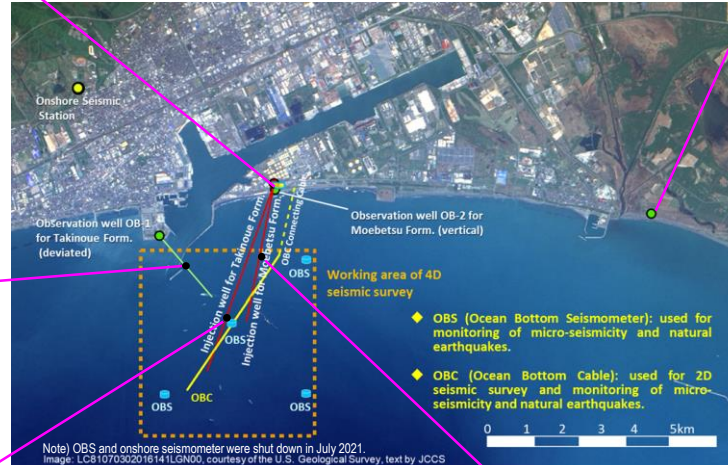 Onshore Seismic
Station
Observation well OB-1
for Takinoue Form.
(deviated)
Injection well for Takinoue Form.
Injection well for Moebetsu Form.
OBC Connecting Cable
Observation well OB-2 for
Moebetsu Form. (vertical)
OBS
Working area of 4D
seismic survey
OBS
OBC
OBS
OBS
◆ OBS (Ocean Bottom Seismometer): used for
monitoring of micro-seismicity and natural
earthquakes.
◆ OBC (Ocean Bottom Cable): used for 2D
seismic survey and monitoring of micro-
seismicity and natural earthquakes.
0 1 2 3 4 5km
Note) OBS and onshore seismometer were shut down in July 2021.
Image: LC81070302016141LGN00, courtesy of the U.S. Geological Survey, text by JCCS